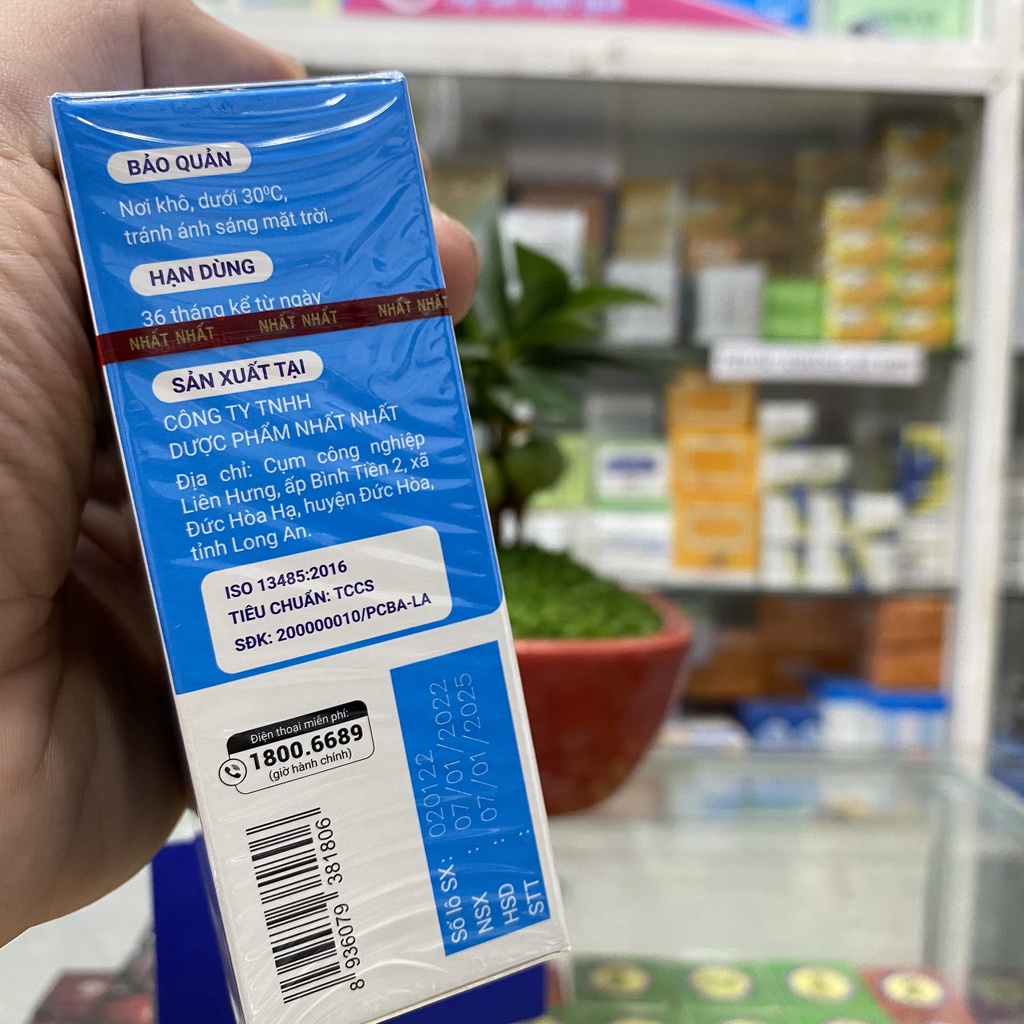 BẢO QUẢN
Nơi khô, dưới 30⁰C,
tránh ánh sáng mặt trời.
HẠN DÙNG
36 tháng kể từ ngày
NHẤT NHẤT NHẤT NHẤT NHẤT NHẤT
SẢN XUẤT TẠI
CÔNG TY TNHH
DƯỢC PHẨM NHẤT NHẤT
Địa chỉ: Cụm công nghiệp
Liên Hưng, ấp Bình Tiền 2, xã
Đức Hòa Hạ, huyện Đức Hòa,
tỉnh Long An.
ISO 13485:2016
TIÊU CHUẨN: TCCS
SĐK: 200000010/PCBA-LA
Điện thoại miễn phí:
1800.6689
(giờ hành chính)
8 936079 381806
Số lô SX: 020122
NSX : 07/01/2022
HSD : 07/01/2025
STT :